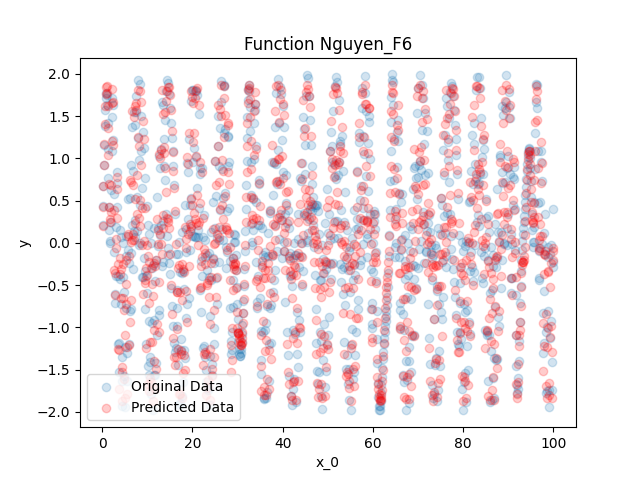 Function Nguyen_F6
2.0
1.5
1.0
0.5
0.0
−0.5
−1.0
−1.5
−2.0
y
Original Data
Predicted Data
0 20 40 60 80 100
x_0